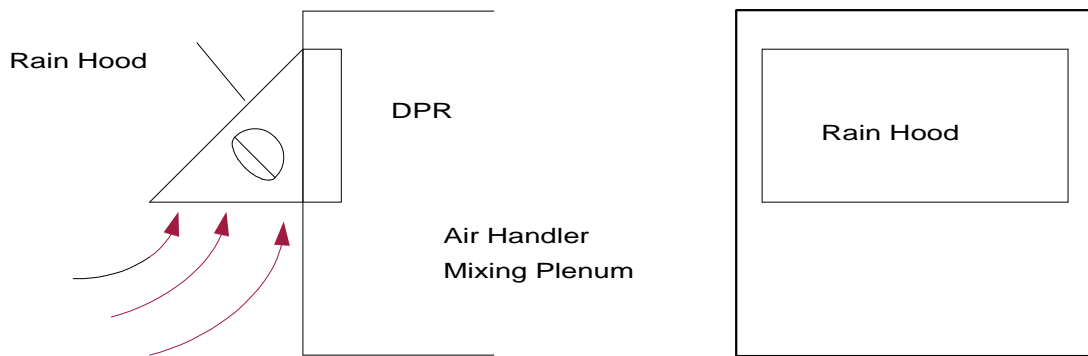 Rain Hood
DPR
Air Handler
Mixing Plenum
Rain Hood